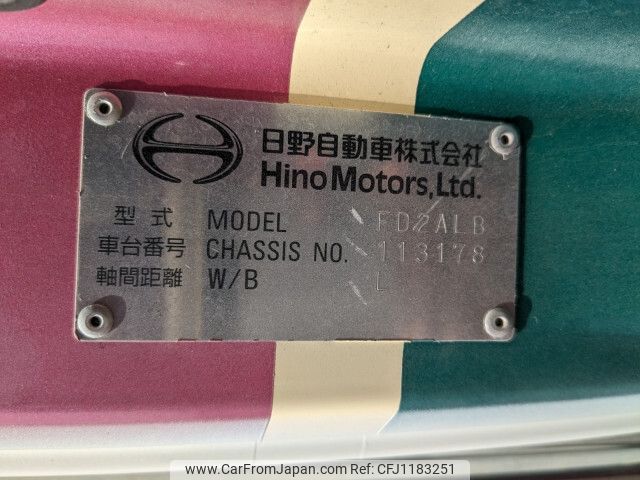 日野自動車株式会社
Hino Motors, Ltd.
型式 MODEL FD2ALB
車台番号 CHASSIS NO. 113178
軸間距離 W/B L
www.CarFromJapan.com | REF CFJ1183251